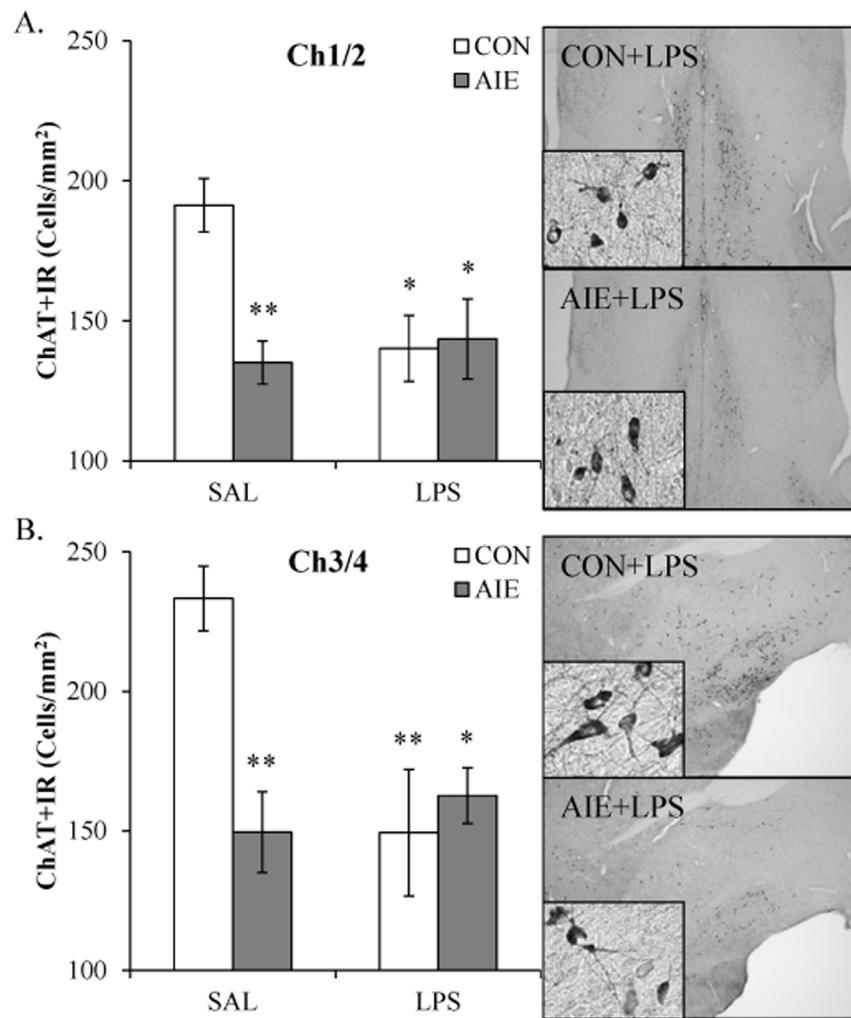 A.
250
200
150
100
ChAT+IR (Cells/mm²)
Ch1/2
CON
AIE
**
*
*
SAL
LPS
CON+LPS
AIE+LPS
B.
250
200
150
100
ChAT+IR (Cells/mm²)
Ch3/4
CON
AIE
**
**
*
SAL
LPS
CON+LPS
AIE+LPS